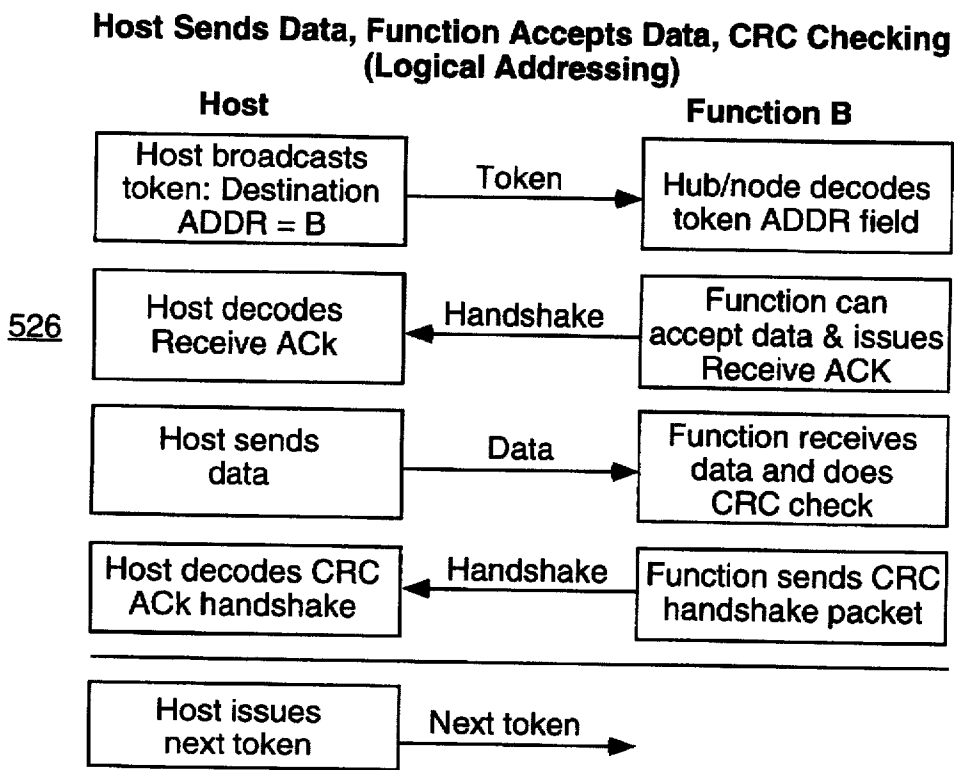 Host Sends Data, Function Accepts Data, CRC Checking
(Logical Addressing)
Host
Function B
Host broadcasts
token: Destination
ADDR = B
Token
Hub/node decodes
token ADDR field
526
Host decodes
Receive ACk
Handshake
Function can
accept data & issues
Receive ACK
Host sends
data
Data
Function receives
data and does
CRC check
Host decodes CRC
ACk handshake
Handshake
Function sends CRC
handshake packet
Host issues
next token
Next token